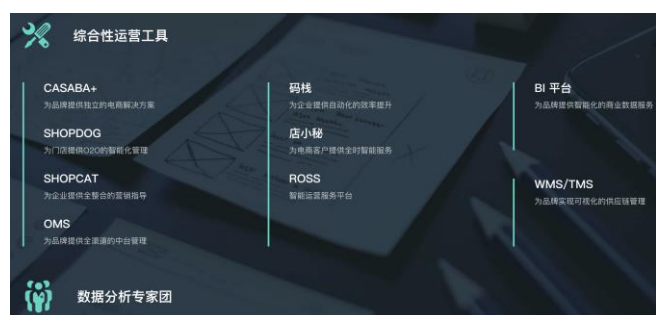 综合性运营工具
CASABA+
为品牌提供独立的电商解决方案
SHOPDOG
为门店提供O2O的智能化管理
SHOPCAT
为企业提供全整合的营销指导
OMS
为品牌提供全渠道的中台管理
码栈
为企业提供自动化的效率提升
店小秘
为电商客户提供全时智能服务
ROSS
智能运营服务平台
BI 平台
为品牌提供智能化的商业数据服务
WMS/TMS
为品牌实现可视化的供应链管理
数据分析专家团